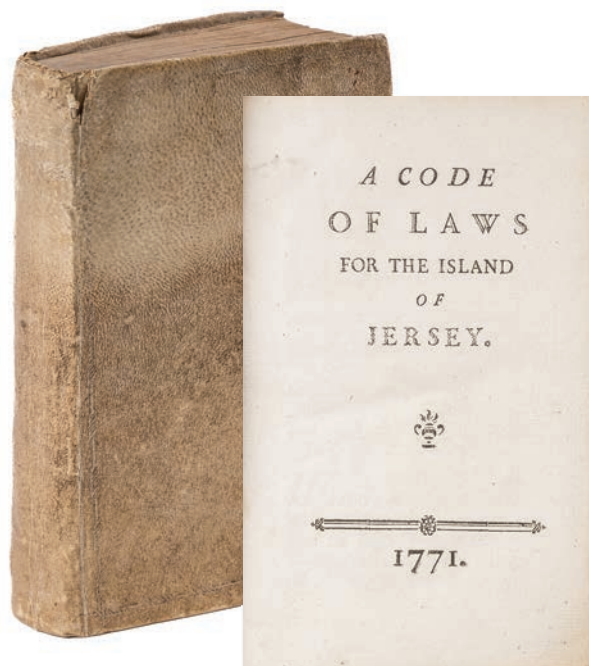 A CODE
OF LAWS
FOR THE ISLAND
OF
JERSEY.
1771.